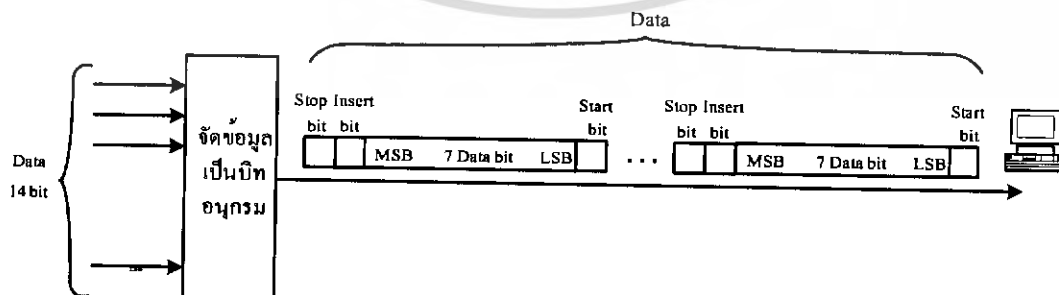 Data
Stop Insert
bit bit
Start
bit
Stop Insert
bit bit
Start
bit
Data
14 bit
จัดข้อมูล
เป็นบิท
อนุกรม
MSB 7 Data bit LSB
...
MSB 7 Data bit LSB